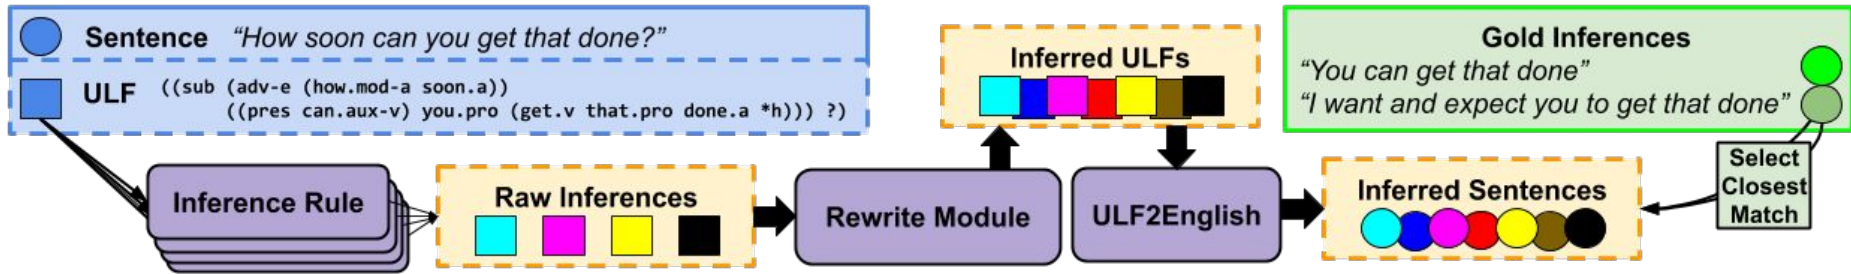 Sentence “How soon can you get that done?”
ULF ((sub (adv-e (how.mod-a soon.a))
((pres can.aux-v) you.pro (get.v that.pro done.a *h))) ?)
Inference Rule
Raw Inferences
Rewrite Module
Inferred ULFs
ULF2English
Inferred Sentences
Gold Inferences
“You can get that done”
“I want and expect you to get that done”
Select
Closest
Match